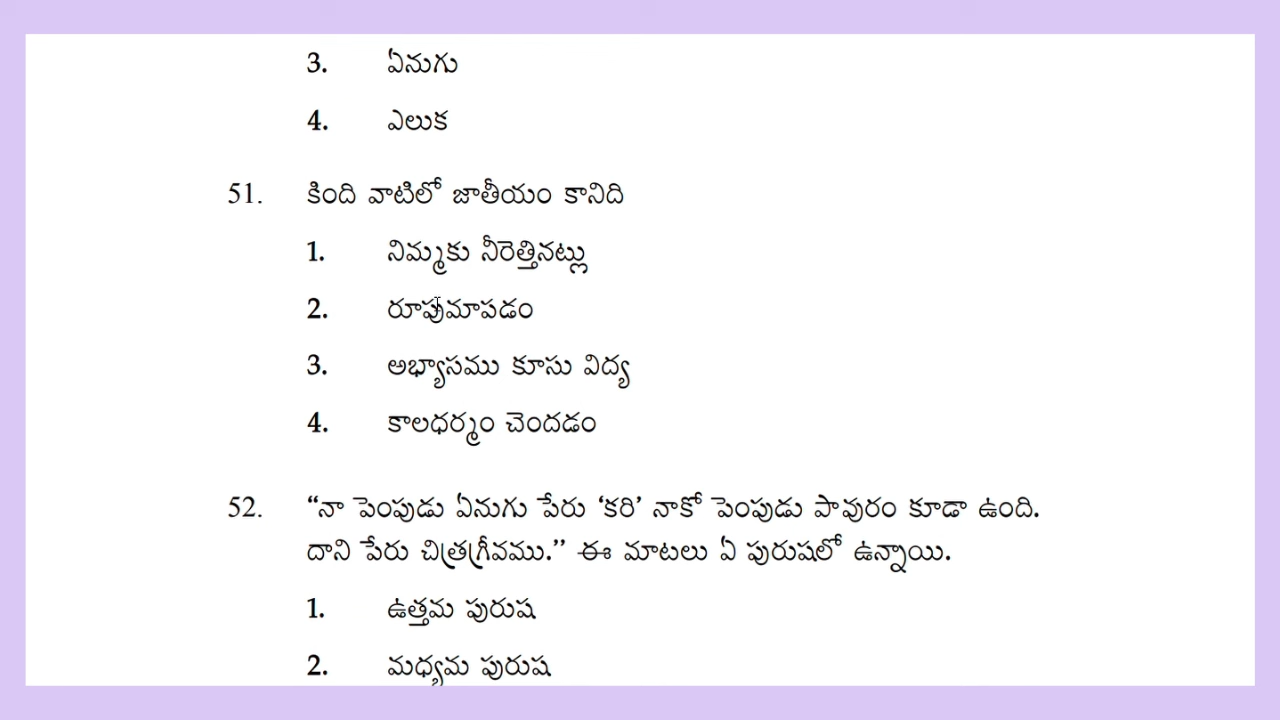 3. ఏనుగు
4. ఎలుక
51. కింది వాటిలో జాతీయం కానిది
1. నిమ్మకు నీరెత్తినట్లు
2. రూపుమాపడం
3. అభ్యాసము కూసు విద్య
4. కాలధర్మం చెందడం
52. “నా పెంపుడు ఏనుగు పేరు ‘కరి’ నాకో పెంపుడు పావురం కూడా ఉంది.
దాని పేరు చిత్రగ్రీవము.’’ ఈ మాటలు ఏ పురుషలో ఉన్నాయి.
1. ఉత్తమ పురుష
2. మధ్యమ పురుష